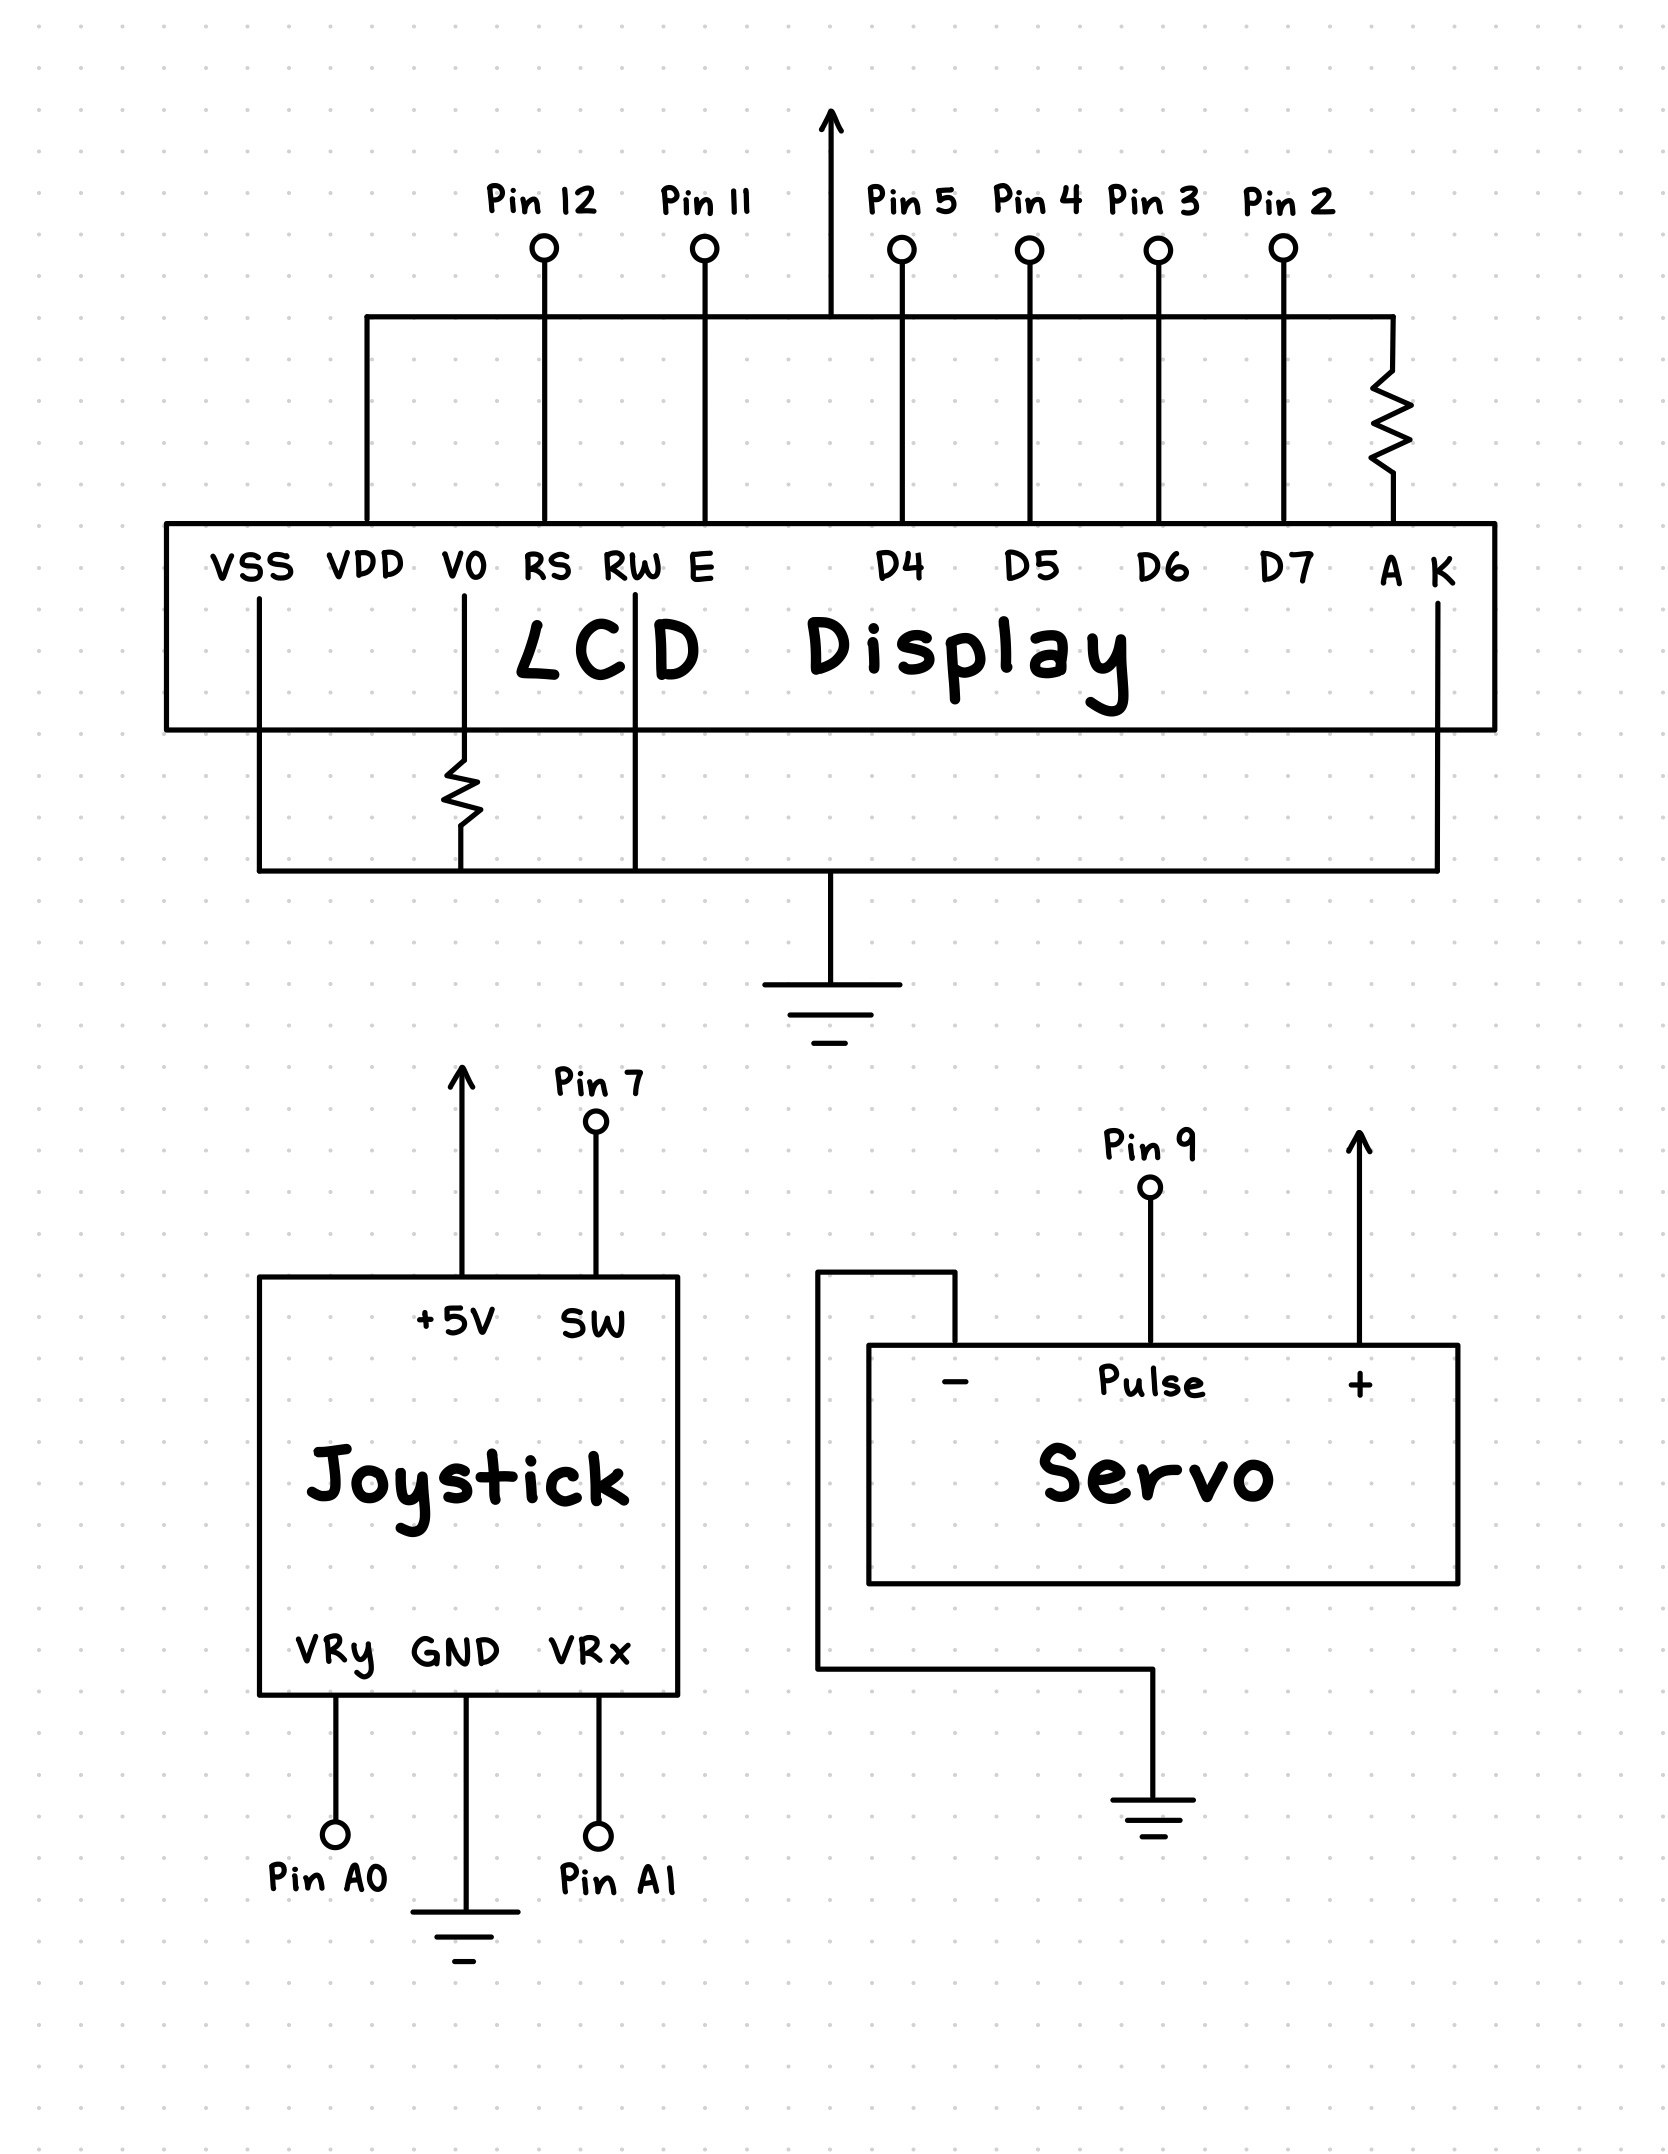 Pin 12 Pin 11 Pin 5 Pin 4 Pin 3 Pin 2
VSS VDD V0 RS RW E D4 D5 D6 D7 A K
LCD Display
Pin 7
+5V SW
Joystick
VRy GND VRx
Pin A0 Pin A1
Pin 9
- Pulse +
Servo